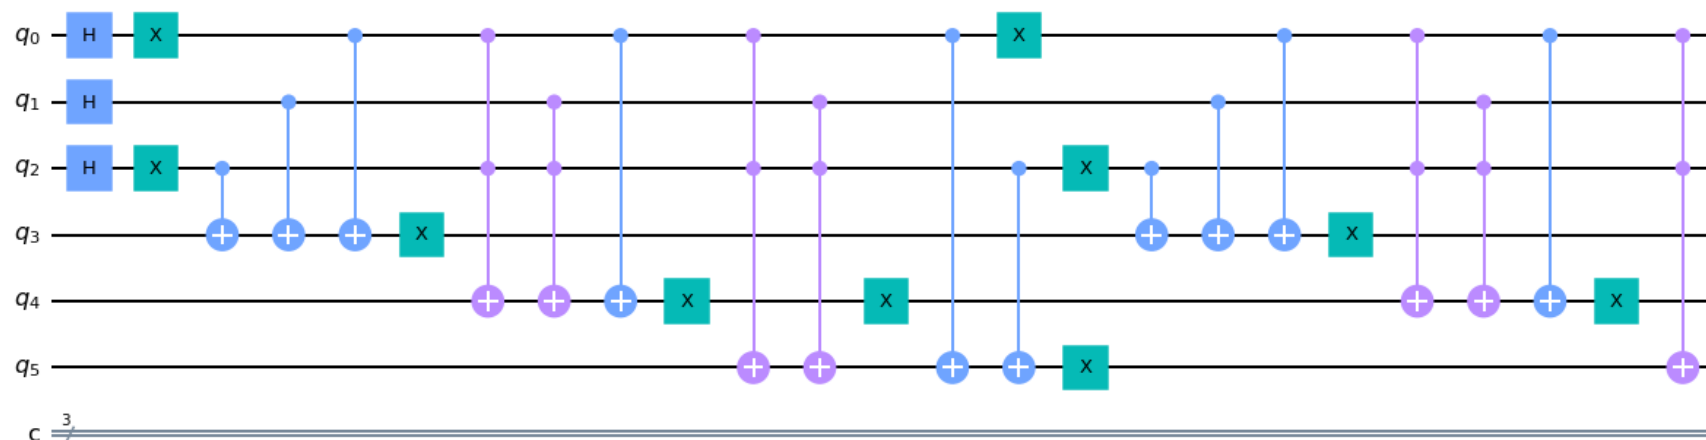 q0 H X X
q1 H
q2 H X X
q3 X X
q4 X X X
q5 X
3
c